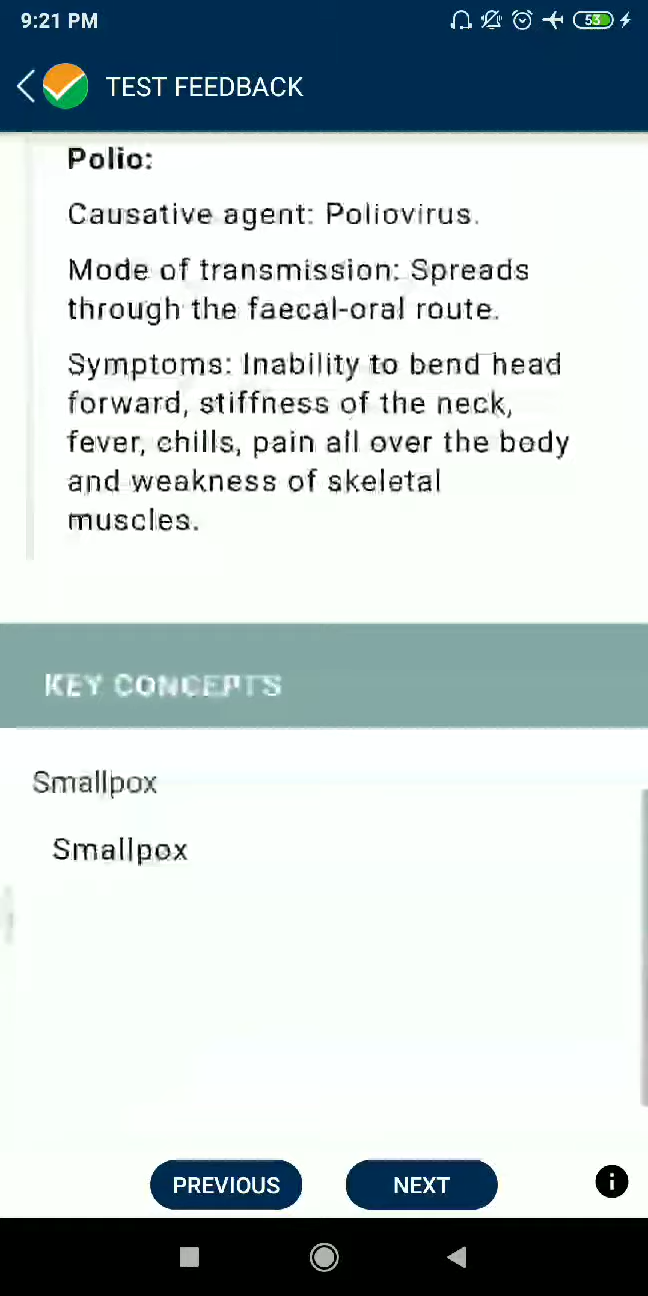 9:21 PM
53
TEST FEEDBACK
Polio:
Causative agent: Poliovirus.
Mode of transmission: Spreads
through the faecal-oral route.
Symptoms: Inability to bend head
forward, stiffness of the neck,
fever, chills, pain all over the body
and weakness of skeletal
muscles.
KEY CONCEPTS
Smallpox
Smallpox
PREVIOUS
NEXT